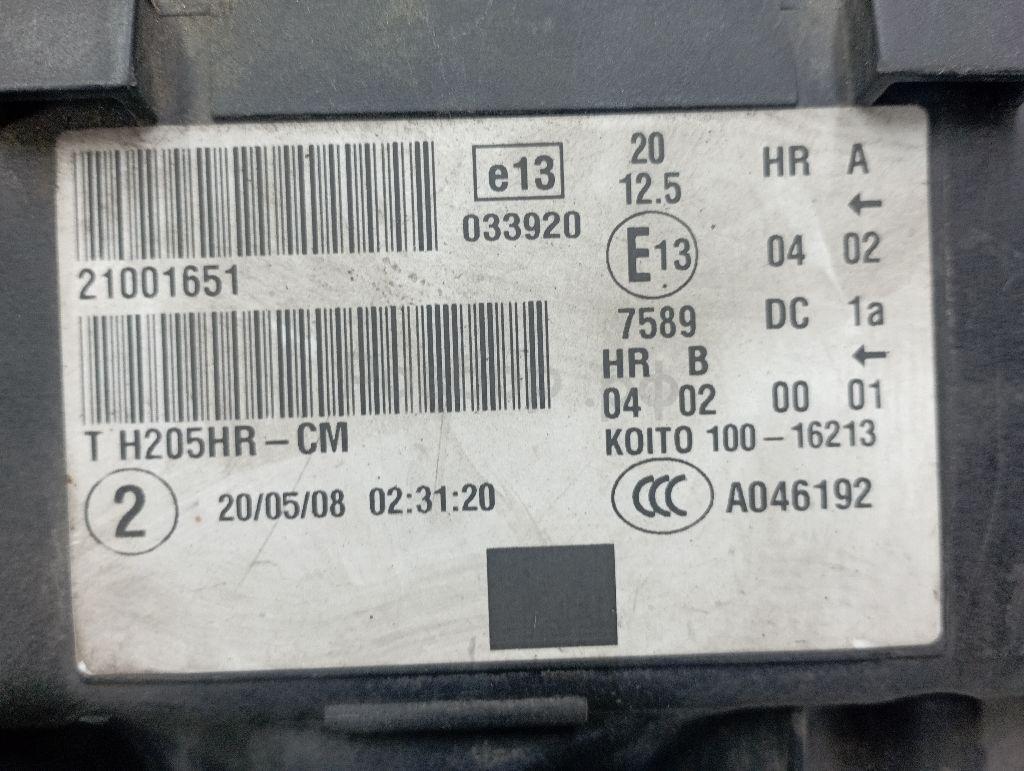 21001651
T H205HR-CM
2 20/05/08 02:31:20
e13
033920
20
12.5
E13
7589
HR B
04 02
HR A
←
04 02
DC 1a
←
00 01
KOITO 100-16213
CCC A046192